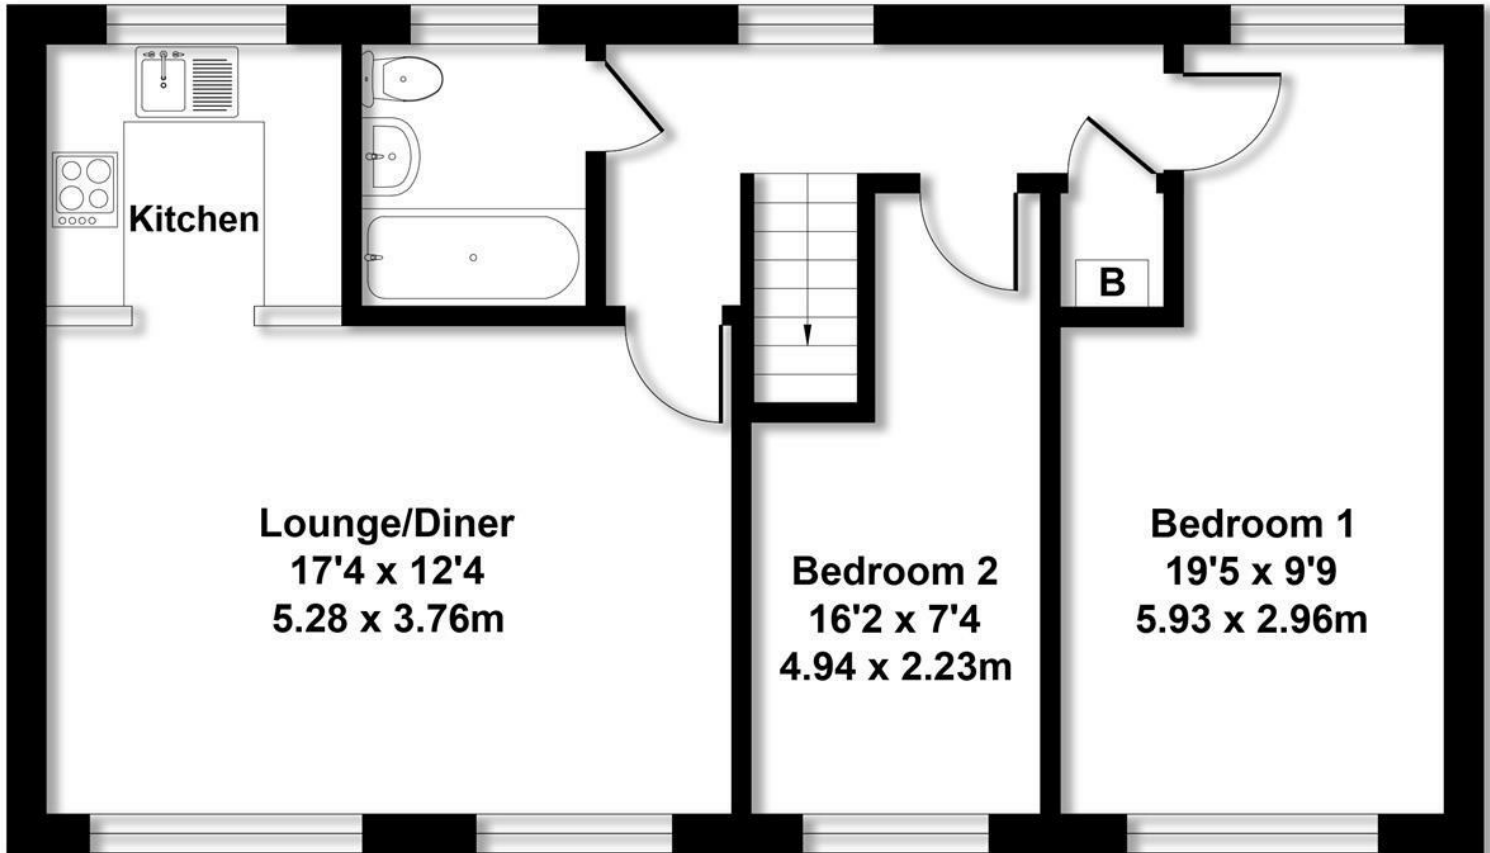 Kitchen
B
Lounge/Diner
17'4 x 12'4
5.28 x 3.76m
Bedroom 2
16'2 x 7'4
4.94 x 2.23m
Bedroom 1
19'5 x 9'9
5.93 x 2.96m